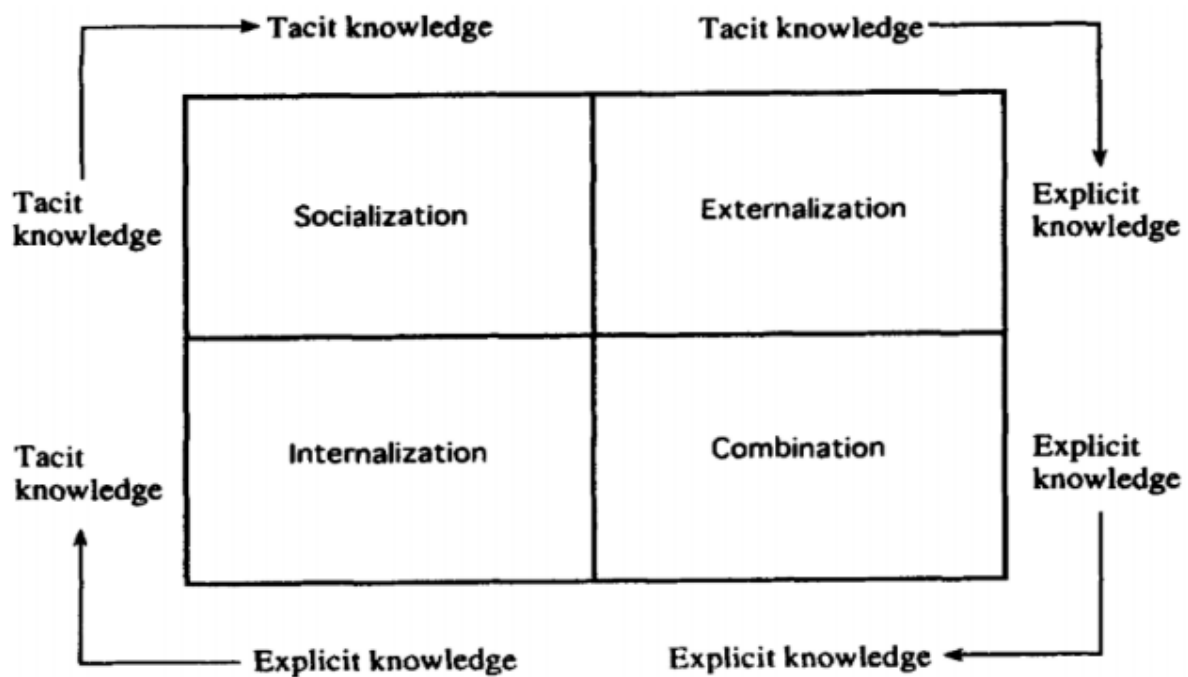 Tacit knowledge
Tacit knowledge
Tacit
knowledge
Socialization
Externalization
Explicit
knowledge
Tacit
knowledge
Internalization
Combination
Explicit
knowledge
Explicit knowledge
Explicit knowledge